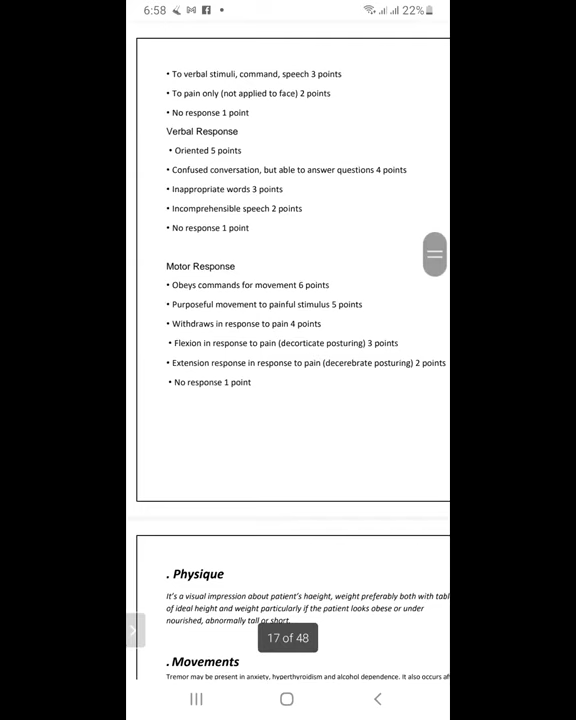 6:58
22%
• To verbal stimuli, command, speech 3 points
• To pain only (not applied to face) 2 points
• No response 1 point
Verbal Response
• Oriented 5 points
• Confused conversation, but able to answer questions 4 points
• Inappropriate words 3 points
• Incomprehensible speech 2 points
• No response 1 point
Motor Response
• Obeys commands for movement 6 points
• Purposeful movement to painful stimulus 5 points
• Withdraws in response to pain 4 points
• Flexion in response to pain (decorticate posturing) 3 points
• Extension response in response to pain (decerebrate posturing) 2 points
• No response 1 point
. Physique
It's a visual impression about patient's haeight, weight preferably both with tabl
of ideal height and weight particularly if the patient looks obese or under
nourished, abnormally tall or short.
17 of 48
. Movements
Tremor may be present in anxiety, hyperthyroidism and alcohol dependence. It also occurs af